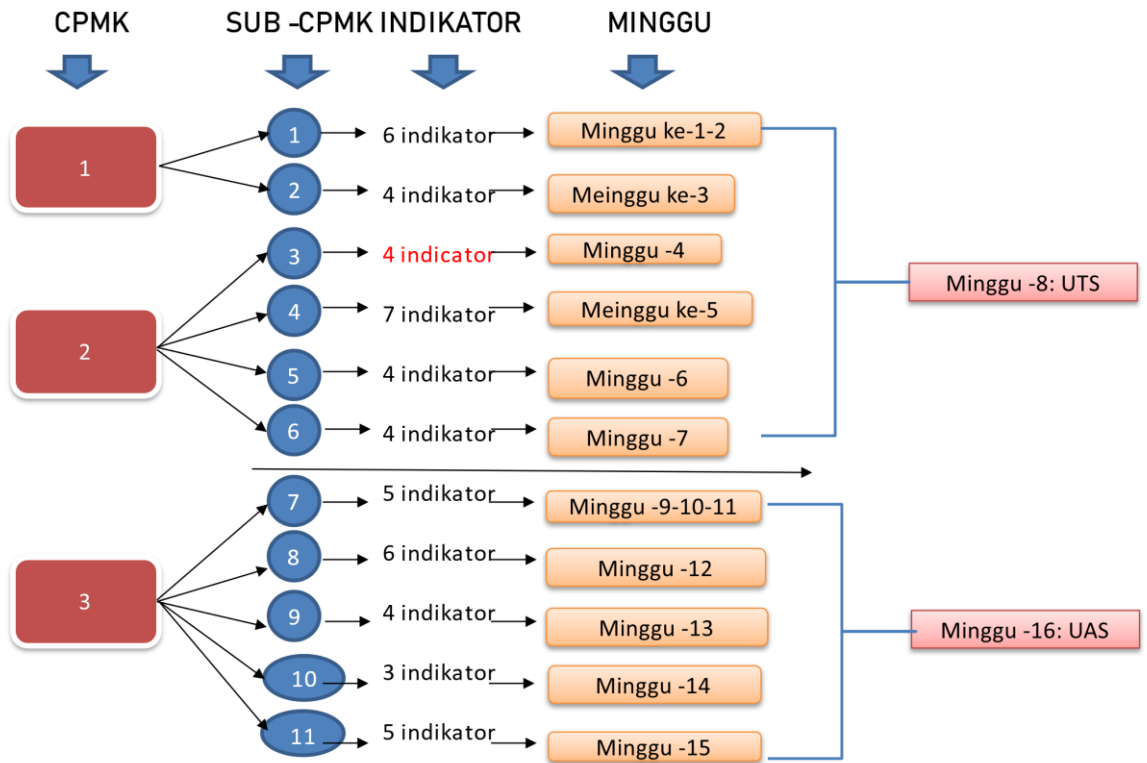 CPMK SUB -CPMK INDIKATOR MINGGU
1 1 6 indikator Minggu ke-1-2
2 4 indikator Meinggu ke-3
3 4 indicator Minggu -4
Minggu -8: UTS
4 7 indikator Meinggu ke-5
2
5 4 indikator Minggu -6
6 4 indikator Minggu -7
7 5 indikator Minggu -9-10-11
8 6 indikator Minggu -12
3
9 4 indikator Minggu -13
Minggu -16: UAS
10 3 indikator Minggu -14
11 5 indikator Minggu -15